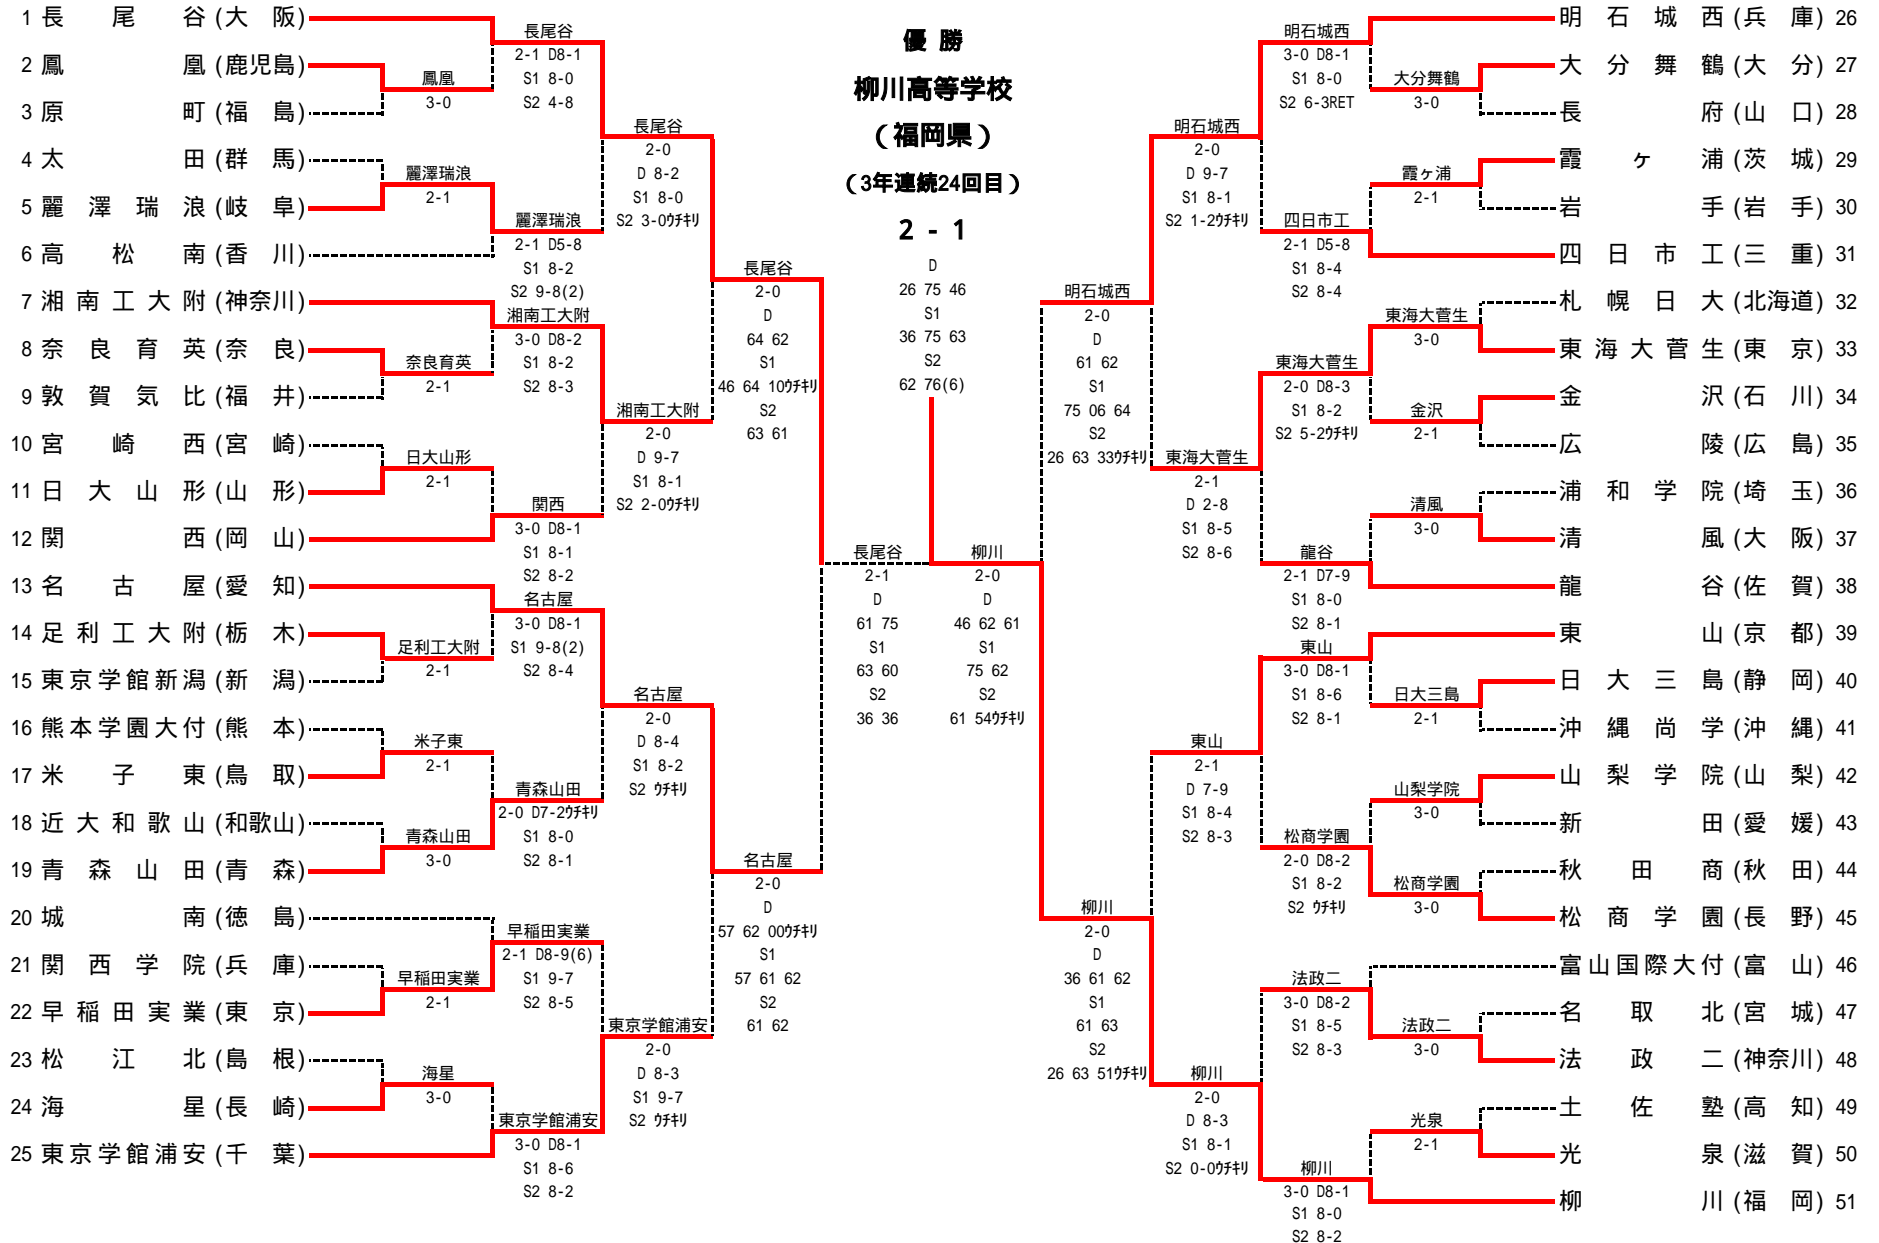 優 勝
柳川高等学校
(福岡県)
(3年連続24回目)
2 - 1
D
26 75 46
S1
36 75 63
S2
62 76(6)
1 長尾谷(大阪)
2 鳳凰(鹿児島)
3 原町(福島)
4 太田(群馬)
5 麗澤瑞浪(岐阜)
6 高松南(香川)
7 湘南工大附(神奈川)
8 奈良育英(奈良)
9 敦賀気比(福井)
10 宮崎西(宮崎)
11 日大山形(山形)
12 関西(岡山)
13 名古屋(愛知)
14 足利工大附(栃木)
15 東京学館新潟(新潟)
16 熊本学園大付(熊本)
17 米子東(鳥取)
18 近大和歌山(和歌山)
19 青森山田(青森)
20 城南(徳島)
21 関西学院(兵庫)
22 早稲田実業(東京)
23 松江北(島根)
24 海星(長崎)
25 東京学館浦安(千葉)
鳳凰
3-0
麗澤瑞浪
2-1
奈良育英
2-1
日大山形
2-1
足利工大附
2-1
米子東
2-1
青森山田
3-0
早稲田実業
2-1
海星
3-0
長尾谷
2-1 D8-1
S1 8-0
S2 4-8
麗澤瑞浪
2-1 D5-8
S1 8-2
S2 9-8(2)
湘南工大附
3-0 D8-2
S1 8-2
S2 8-3
関西
3-0 D8-1
S1 8-1
S2 8-2
名古屋
3-0 D8-1
S1 9-8(2)
S2 8-4
青森山田
2-0 D7-2ウチキリ
S1 8-0
S2 8-1
早稲田実業
2-1 D8-9(6)
S1 9-7
S2 8-5
東京学館浦安
3-0 D8-1
S1 8-6
S2 8-2
長尾谷
2-0
D 8-2
S1 8-0
S2 3-0ウチキリ
湘南工大附
2-0
D 9-7
S1 8-1
S2 2-0ウチキリ
名古屋
2-0
D 8-4
S1 8-2
S2 ウチキリ
東京学館浦安
2-0
D 8-3
S1 9-7
S2 ウチキリ
長尾谷
2-0
D
64 62
S1
46 64 10ウチキリ
S2
63 61
名古屋
2-0
D
57 62 00ウチキリ
S1
57 61 62
S2
61 62
長尾谷
2-1
D
61 75
S1
63 60
S2
36 36
柳川
2-0
D
46 62 61
S1
75 62
S2
61 54ウチキリ
明石城西
2-0
D
61 62
S1
75 06 64
S2
26 63 33ウチキリ
柳川
2-0
D
36 61 62
S1
61 63
S2
26 63 51ウチキリ
明石城西
2-0
D 9-7
S1 8-1
S2 1-2ウチキリ
東海大菅生
2-1
D 2-8
S1 8-5
S2 8-6
東山
2-1
D 7-9
S1 8-4
S2 8-3
柳川
2-0
D 8-3
S1 8-1
S2 0-0ウチキリ
明石城西
3-0 D8-1
S1 8-0
S2 6-3RET
四日市工
2-1 D5-8
S1 8-4
S2 8-4
東海大菅生
2-0 D8-3
S1 8-2
S2 5-2ウチキリ
龍谷
2-1 D7-9
S1 8-0
S2 8-1
東山
3-0 D8-1
S1 8-6
S2 8-1
松商学園
2-0 D8-2
S1 8-2
S2 ウチキリ
法政二
3-0 D8-2
S1 8-5
S2 8-3
柳川
3-0 D8-1
S1 8-0
S2 8-2
大分舞鶴
3-0
霞ヶ浦
2-1
東海大菅生
3-0
金沢
2-1
清風
3-0
日大三島
2-1
山梨学院
3-0
松商学園
3-0
法政二
3-0
光泉
2-1
明石城西(兵庫) 26
大分舞鶴(大分) 27
長府(山口) 28
霞ヶ浦(茨城) 29
岩手(岩手) 30
四日市工(三重) 31
札幌日大(北海道) 32
東海大菅生(東京) 33
金沢(石川) 34
広陵(広島) 35
浦和学院(埼玉) 36
清風(大阪) 37
龍谷(佐賀) 38
東山(京都) 39
日大三島(静岡) 40
沖縄尚学(沖縄) 41
山梨学院(山梨) 42
新田(愛媛) 43
秋田商(秋田) 44
松商学園(長野) 45
富山国際大付(富山) 46
名取北(宮城) 47
法政二(神奈川) 48
土佐塾(高知) 49
光泉(滋賀) 50
柳川(福岡) 51